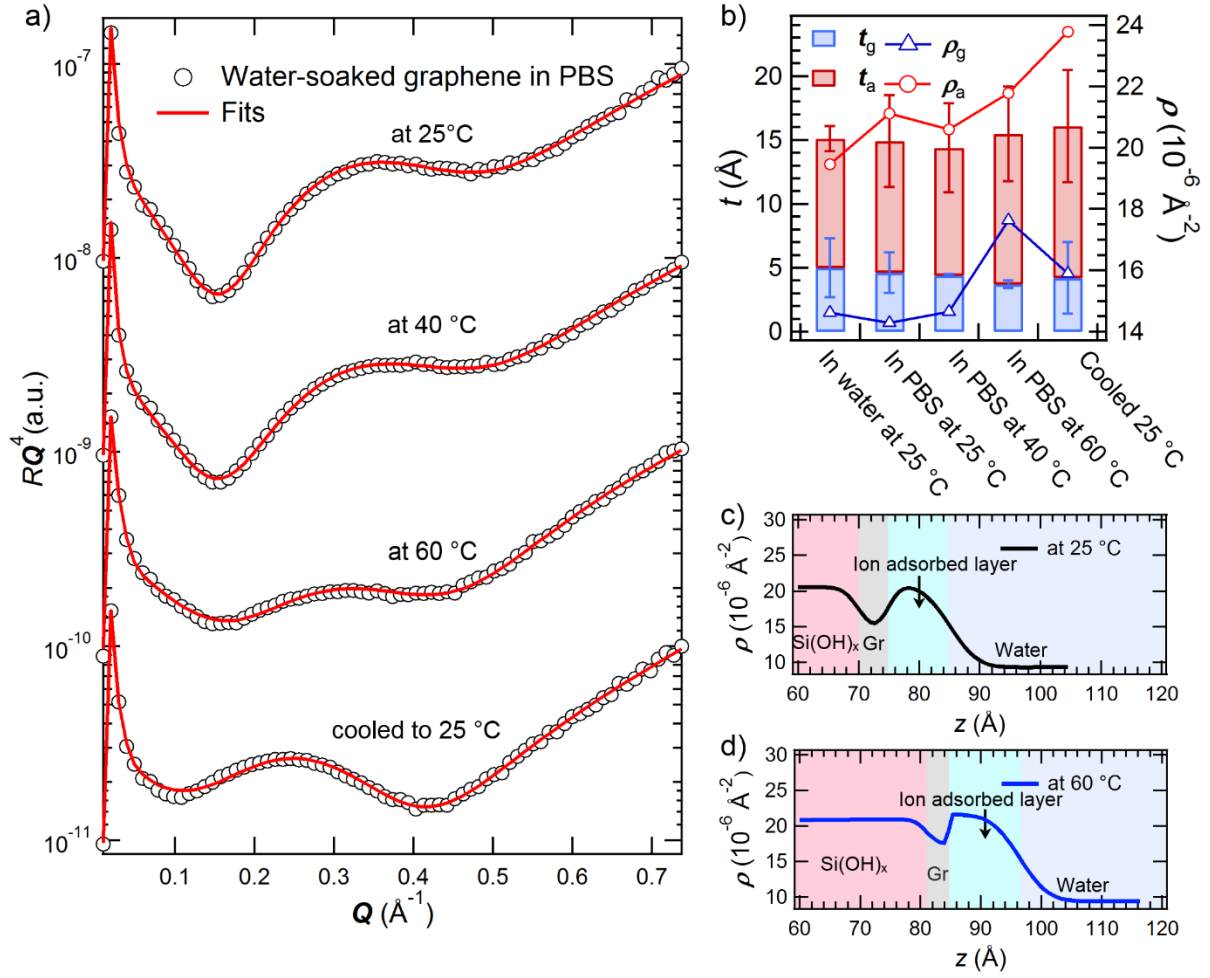 a)
10⁻⁷
10⁻⁸
10⁻⁹
10⁻¹⁰
10⁻¹¹
RQ⁴ (a.u.)
Water-soaked graphene in PBS
Fits
at 25°C
at 40 °C
at 60 °C
cooled to 25 °C
0.1 0.2 0.3 0.4 0.5 0.6 0.7
Q (Å⁻¹)
b)
t_g ρ_g
t_a ρ_a
20
15
10
5
0
t (Å)
24
22
20
18
16
14
ρ (10⁻⁶ Å⁻²)
In water at 25 °C
In PBS at 25 °C
In PBS at 40 °C
In PBS at 60 °C
Cooled 25 °C
c)
30
25
20
15
10
ρ (10⁻⁶ Å⁻²)
at 25 °C
Ion adsorbed layer
Si(OH)ₓ Gr
Water
60 70 80 90 100 110 120
z (Å)
d)
30
25
20
15
10
ρ (10⁻⁶ Å⁻²)
at 60 °C
Ion adsorbed layer
Si(OH)ₓ
Gr
Water
60 70 80 90 100 110 120
z (Å)